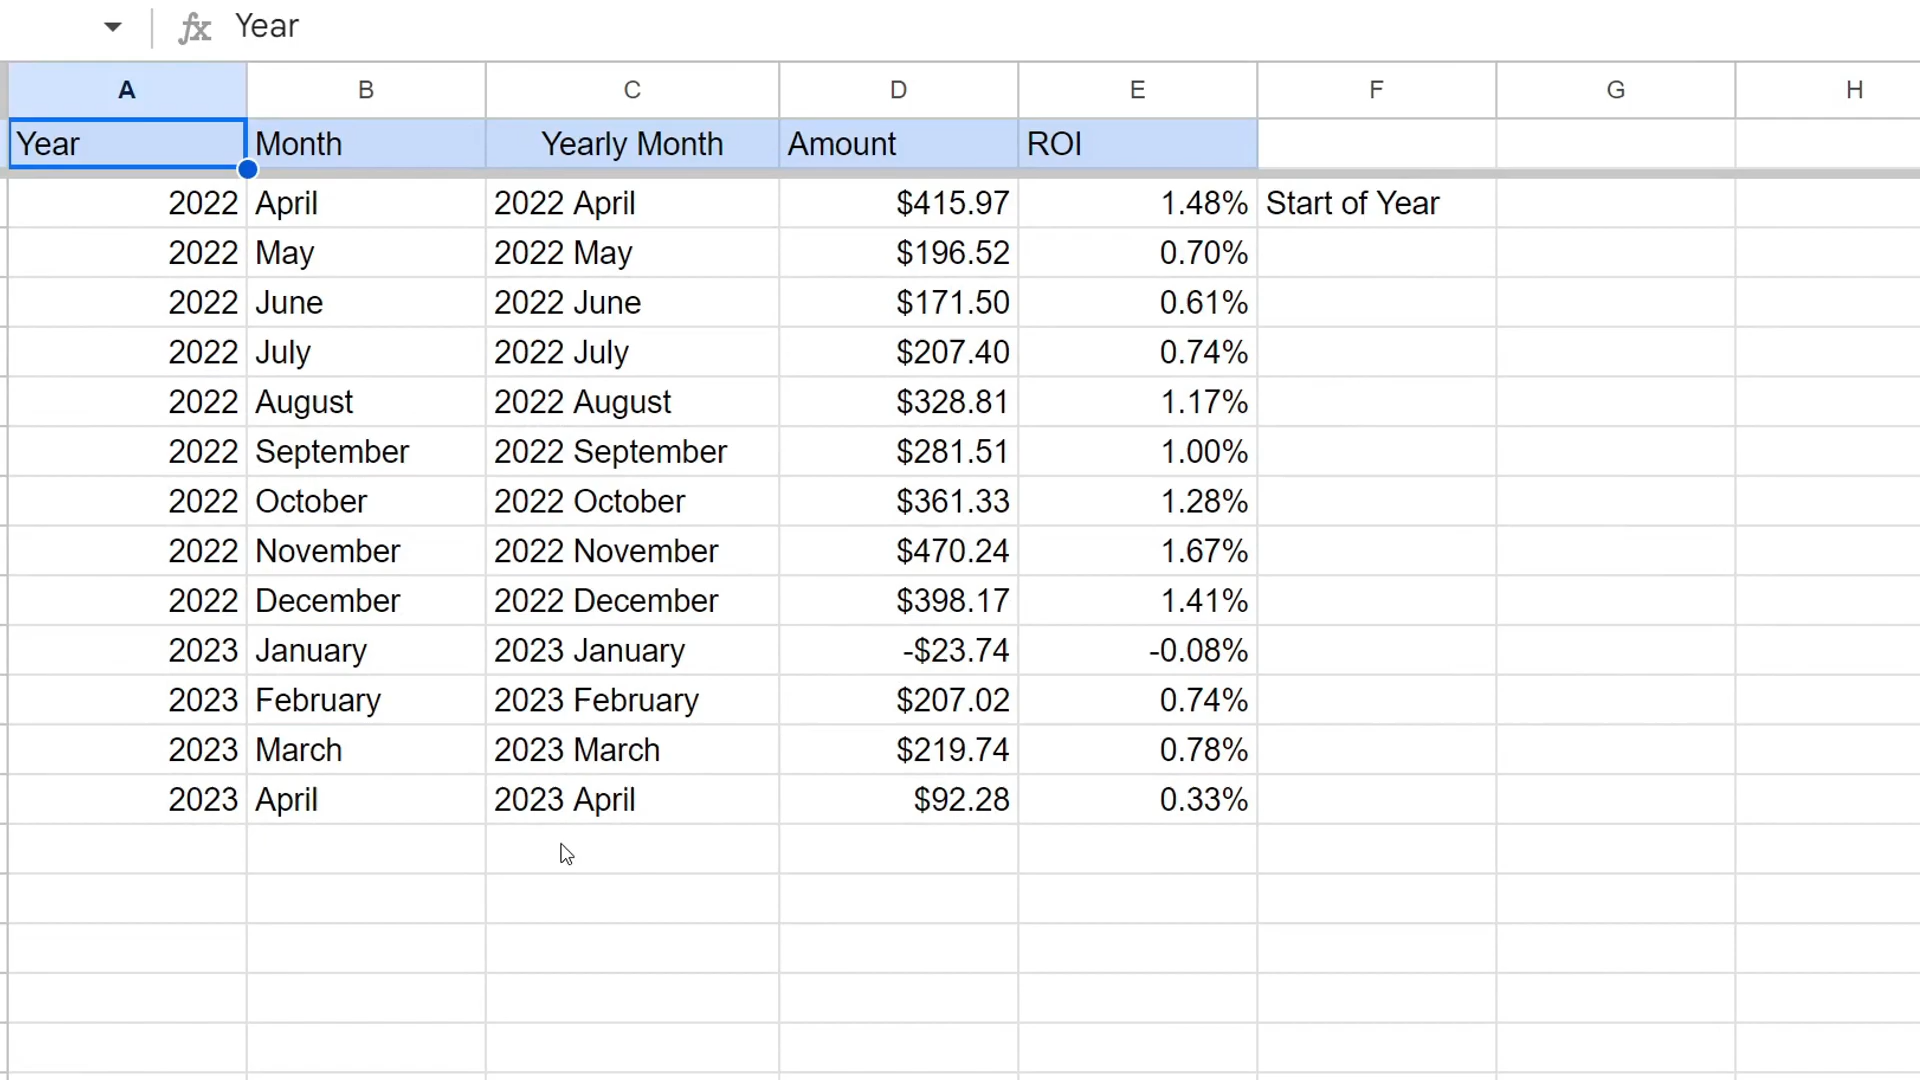 fx Year
A B C D E F G H
Year Month Yearly Month Amount ROI
2022 April 2022 April $415.97 1.48% Start of Year
2022 May 2022 May $196.52 0.70%
2022 June 2022 June $171.50 0.61%
2022 July 2022 July $207.40 0.74%
2022 August 2022 August $328.81 1.17%
2022 September 2022 September $281.51 1.00%
2022 October 2022 October $361.33 1.28%
2022 November 2022 November $470.24 1.67%
2022 December 2022 December $398.17 1.41%
2023 January 2023 January -$23.74 -0.08%
2023 February 2023 February $207.02 0.74%
2023 March 2023 March $219.74 0.78%
2023 April 2023 April $92.28 0.33%